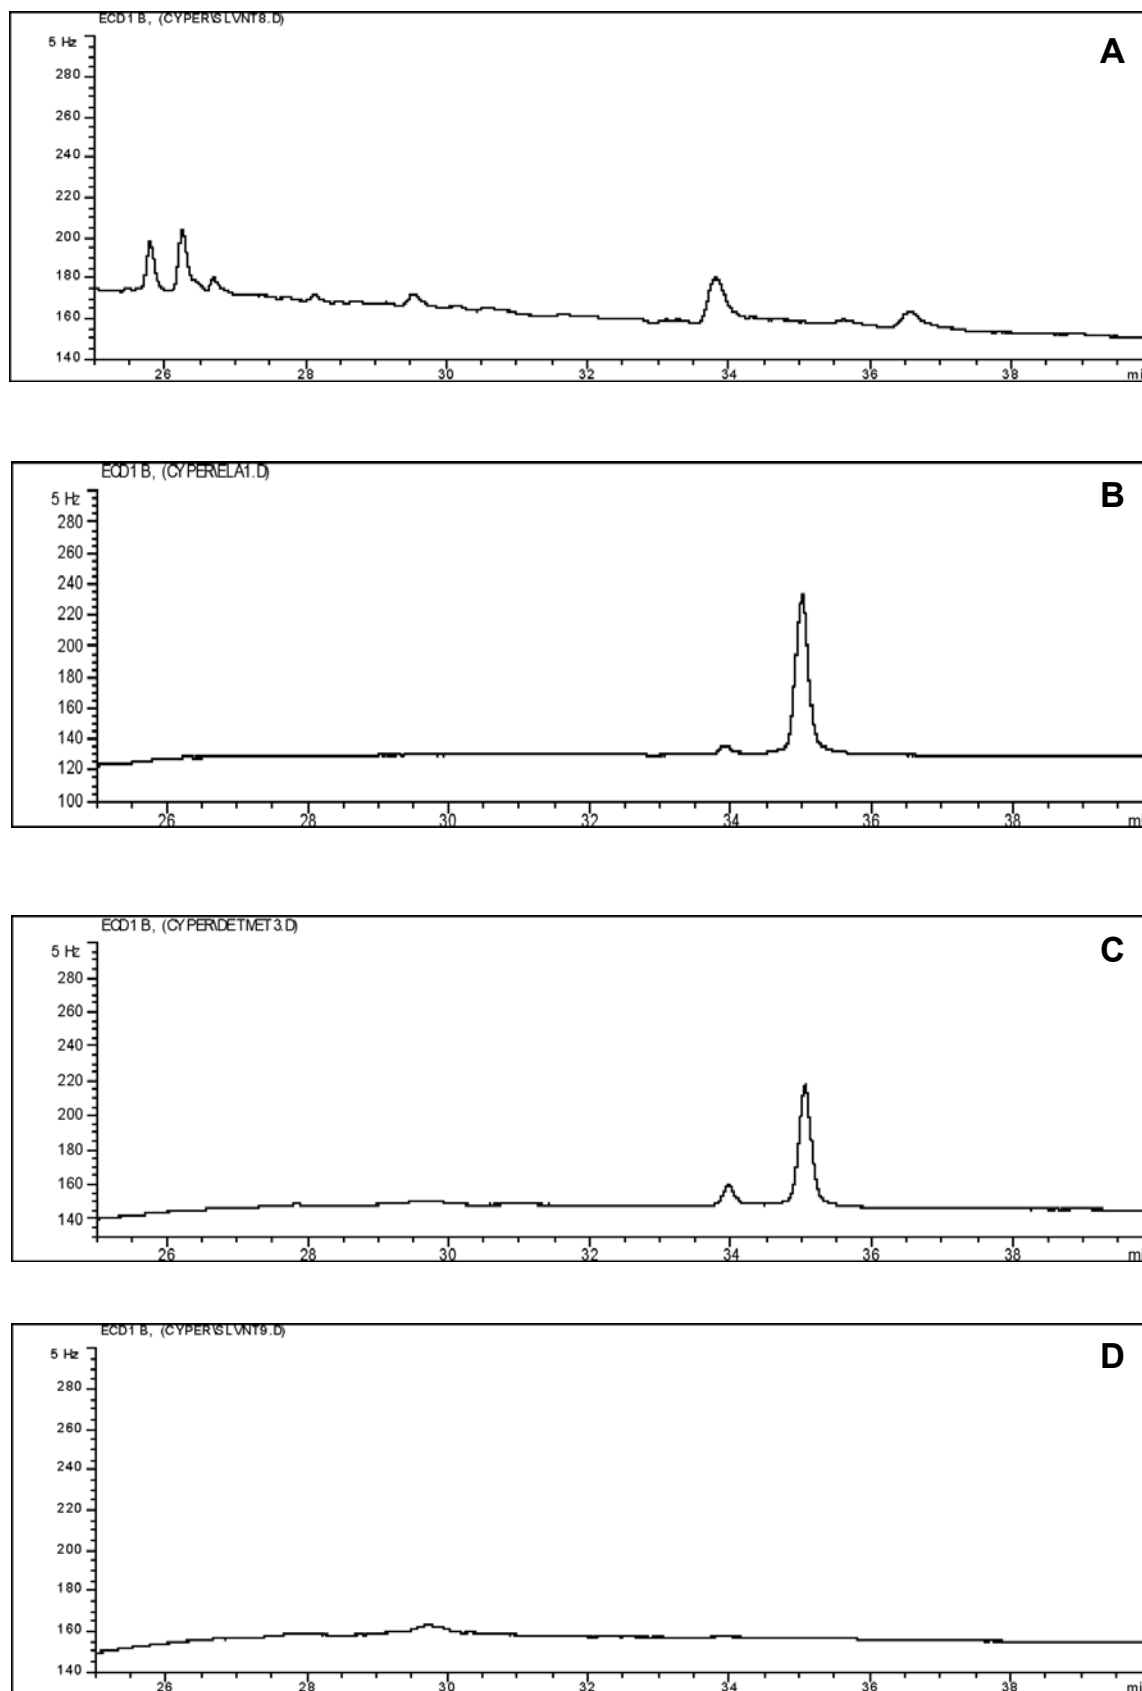 ECD1 B, (CYPER\SLVNT8.D)
A
5 Hz
280
260
240
220
200
180
160
140
26 28 30 32 34 36 38 mi
ECD1 B, (CYPER\ELA1.D)
B
5 Hz
280
260
240
220
200
180
160
140
120
100
26 28 30 32 34 36 38 mi
ECD1 B, (CYPER\DETMET3.D)
C
5 Hz
280
260
240
220
200
180
160
140
26 28 30 32 34 36 38 mi
ECD1 B, (CYPER\SLVNT9.D)
D
5 Hz
280
260
240
220
200
180
160
140
26 28 30 32 34 36 38 mi